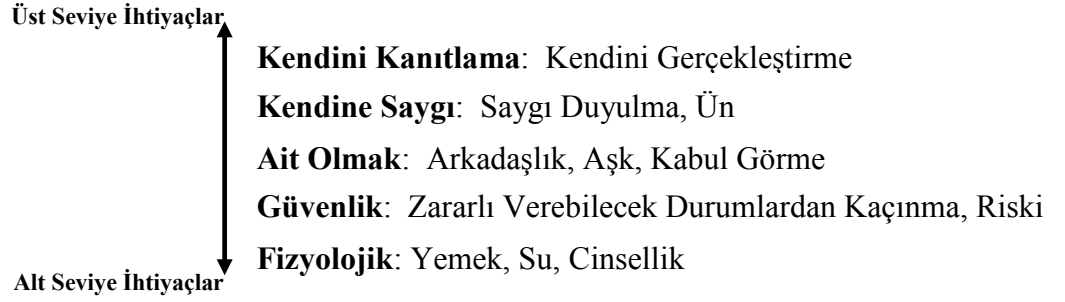 Üst Seviye İhtiyaçlar
Kendini Kanıtlama: Kendini Gerçekleştirme
Kendine Saygı: Saygı Duyulma, Ün
Ait Olmak: Arkadaşlık, Aşk, Kabul Görme
Güvenlik: Zararlı Verebilecek Durumlardan Kaçınma, Riski
Fizyolojik: Yemek, Su, Cinsellik
Alt Seviye İhtiyaçlar